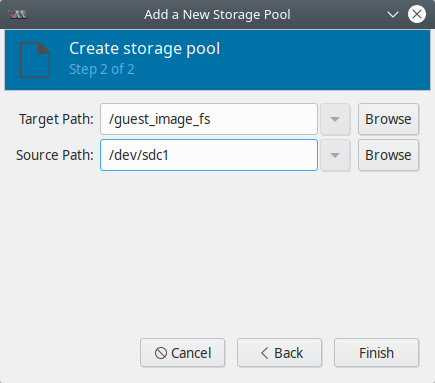 Add a New Storage Pool
Create storage pool
Step 2 of 2
Target Path: /guest_image_fs Browse
Source Path: /dev/sdc1 Browse
Cancel Back Finish